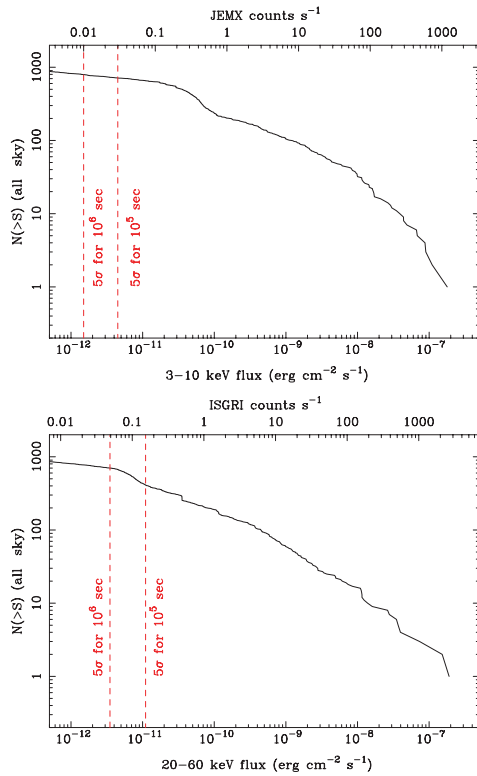 JEMX counts s⁻¹
0.01 0.1 1 10 100 1000
1000
100
10
1
N(>S) (all sky)
5σ for 10⁶ sec
5σ for 10⁵ sec
10⁻¹² 10⁻¹¹ 10⁻¹⁰ 10⁻⁹ 10⁻⁸ 10⁻⁷
3−10 keV flux (erg cm⁻² s⁻¹)
ISGRI counts s⁻¹
0.01 0.1 1 10 100 1000
1000
100
10
1
N(>S) (all sky)
5σ for 10⁶ sec
5σ for 10⁵ sec
10⁻¹² 10⁻¹¹ 10⁻¹⁰ 10⁻⁹ 10⁻⁸ 10⁻⁷
20−60 keV flux (erg cm⁻² s⁻¹)